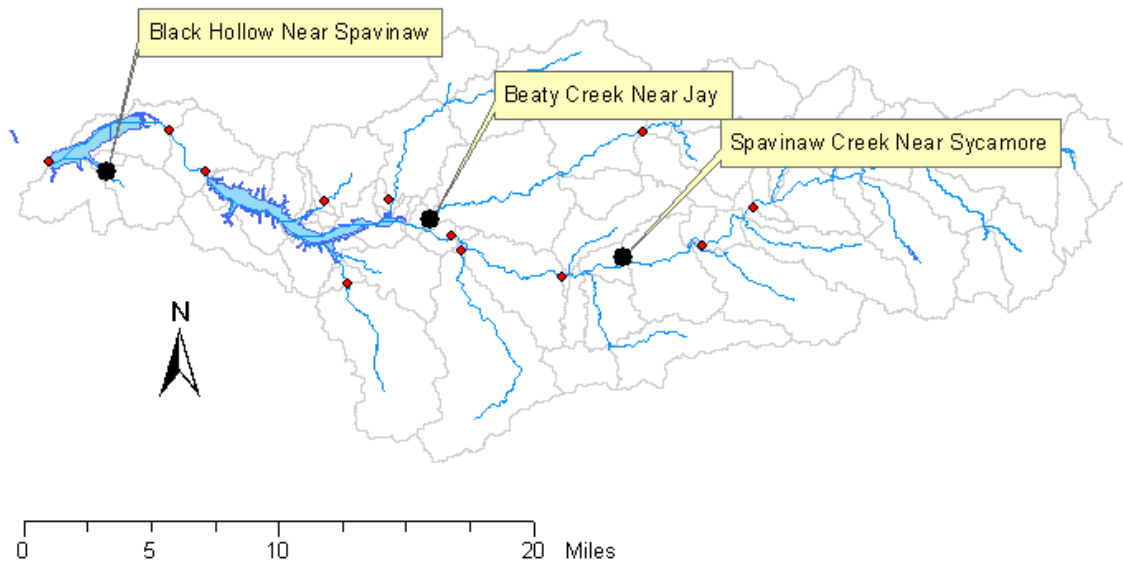 Black Hollow Near Spavinaw
Beaty Creek Near Jay
Spavinaw Creek Near Sycamore
N
0 5 10 20 Miles